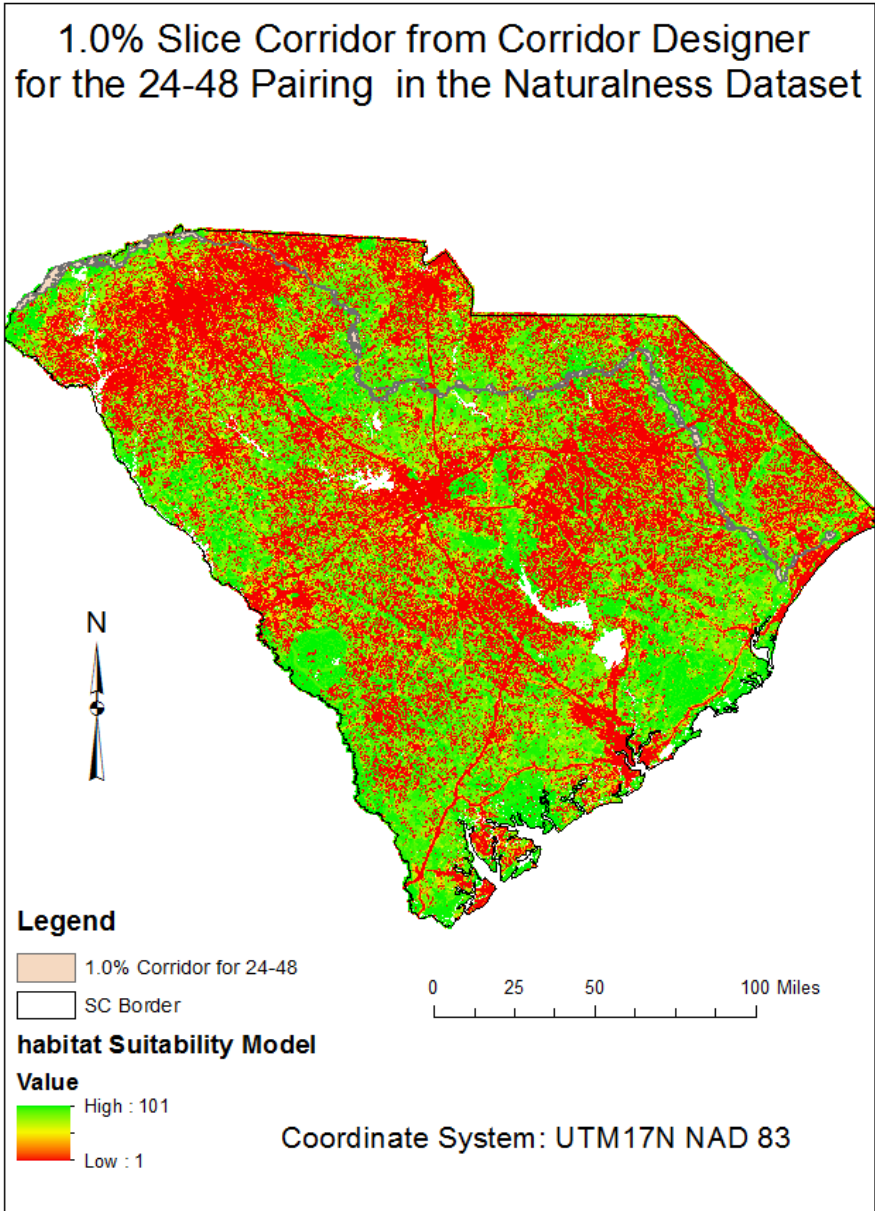 1.0% Slice Corridor from Corridor Designer
for the 24-48 Pairing in the Naturalness Dataset
N
Legend
1.0% Corridor for 24-48
SC Border
habitat Suitability Model
Value
High : 101
Low : 1
0 25 50 100 Miles
Coordinate System: UTM17N NAD 83